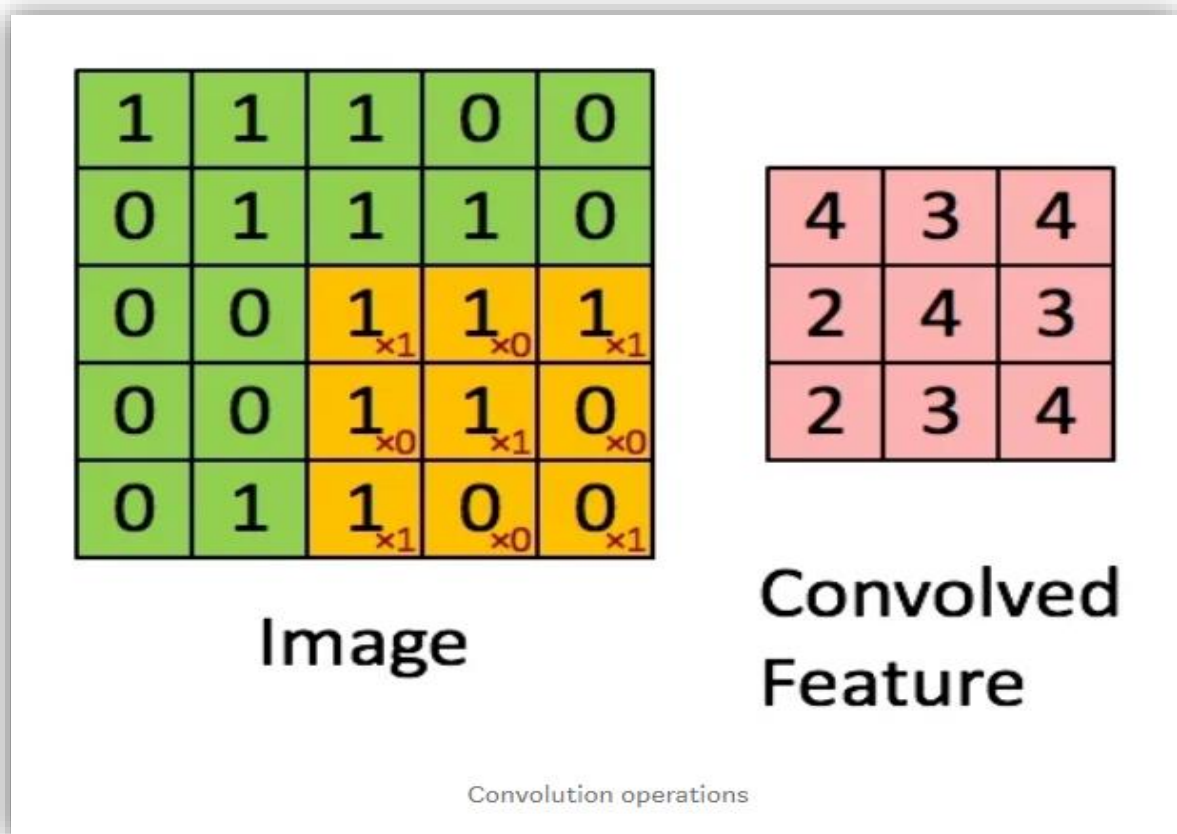 1 1 1 0 0
0 1 1 1 0
0 0 1×1 1×0 1×1
0 0 1×0 1×1 0×0
0 1 1×1 0×0 0×1
Image
4 3 4
2 4 3
2 3 4
Convolved
Feature
Convolution operations